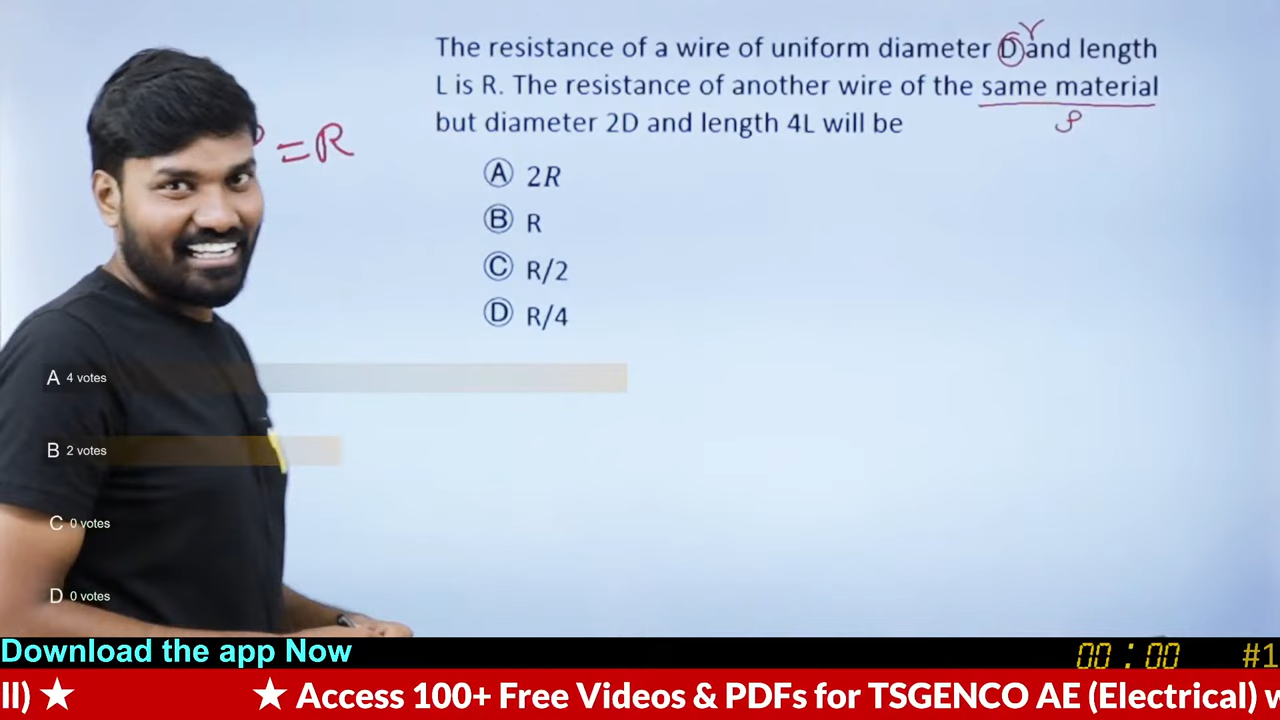 The resistance of a wire of uniform diameter D and length
L is R. The resistance of another wire of the same material
but diameter 2D and length 4L will be
r
ρ
= R
A 2R
B R
C R/2
D R/4
A 4 votes
B 2 votes
C 0 votes
D 0 votes
Download the app Now
00 : 00 #1
II) ★ ★ Access 100+ Free Videos & PDFs for TSGENCO AE (Electrical)